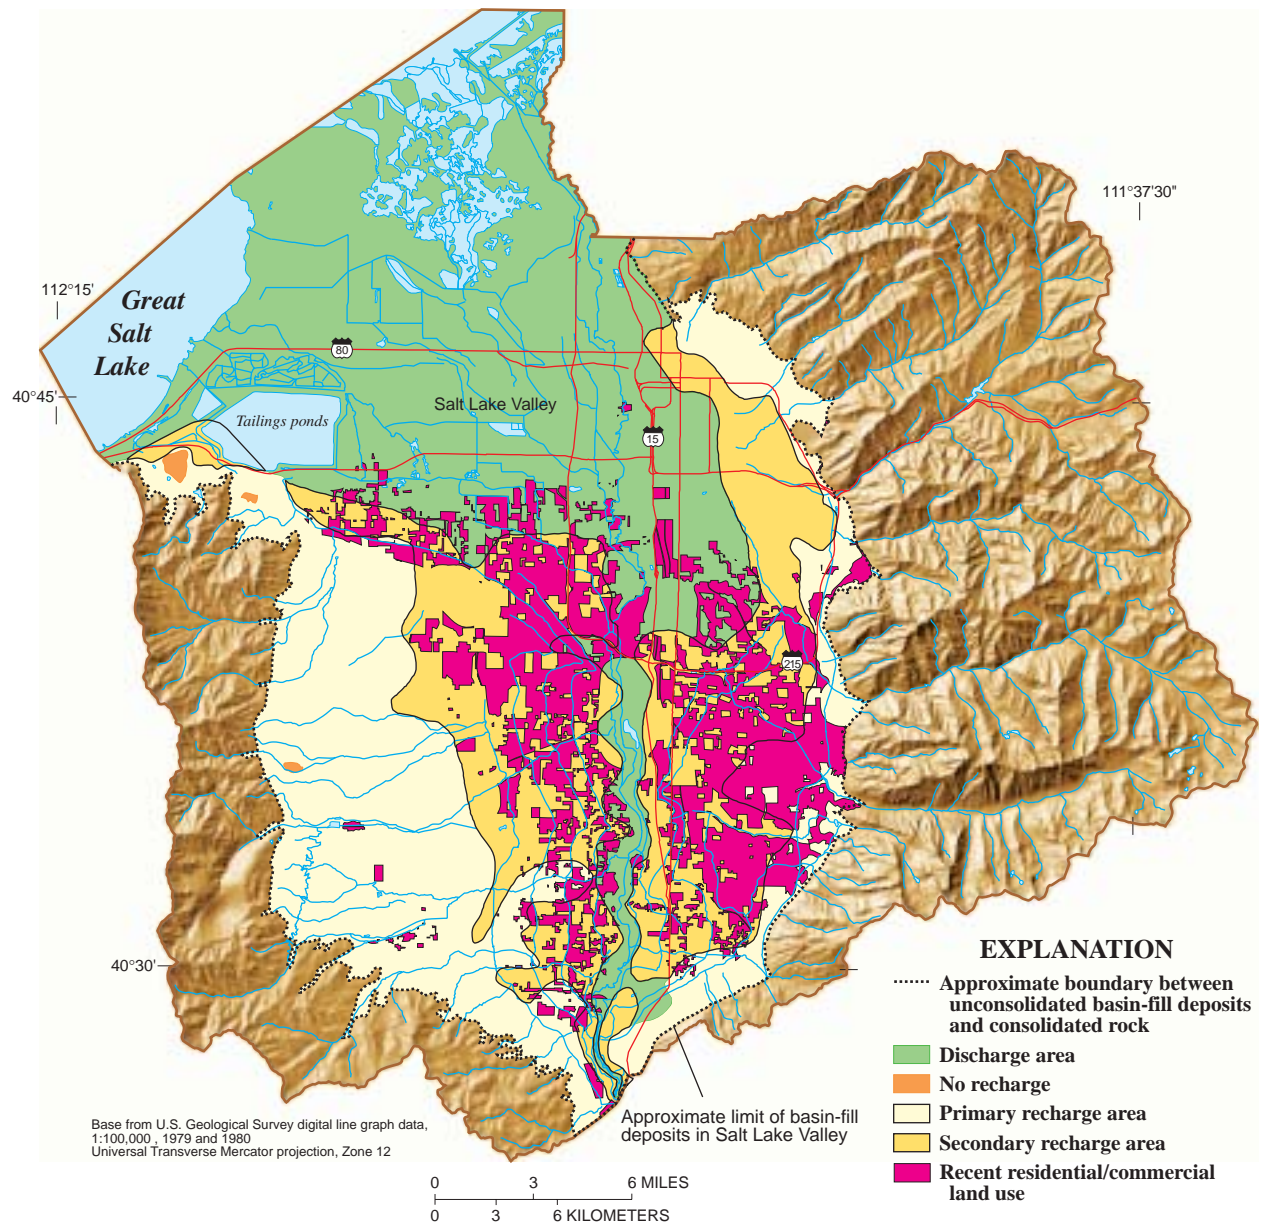 111°37'30"
112°15'
Great
Salt
Lake
80
40°45'
Salt Lake Valley
Tailings ponds
15
215
40°30'
EXPLANATION
Approximate boundary between
unconsolidated basin-fill deposits
and consolidated rock
Discharge area
No recharge
Primary recharge area
Secondary recharge area
Recent residential/commercial
land use
Approximate limit of basin-fill
deposits in Salt Lake Valley
Base from U.S. Geological Survey digital line graph data,
1:100,000 , 1979 and 1980
Universal Transverse Mercator projection, Zone 12
0 3 6 MILES
0 3 6 KILOMETERS